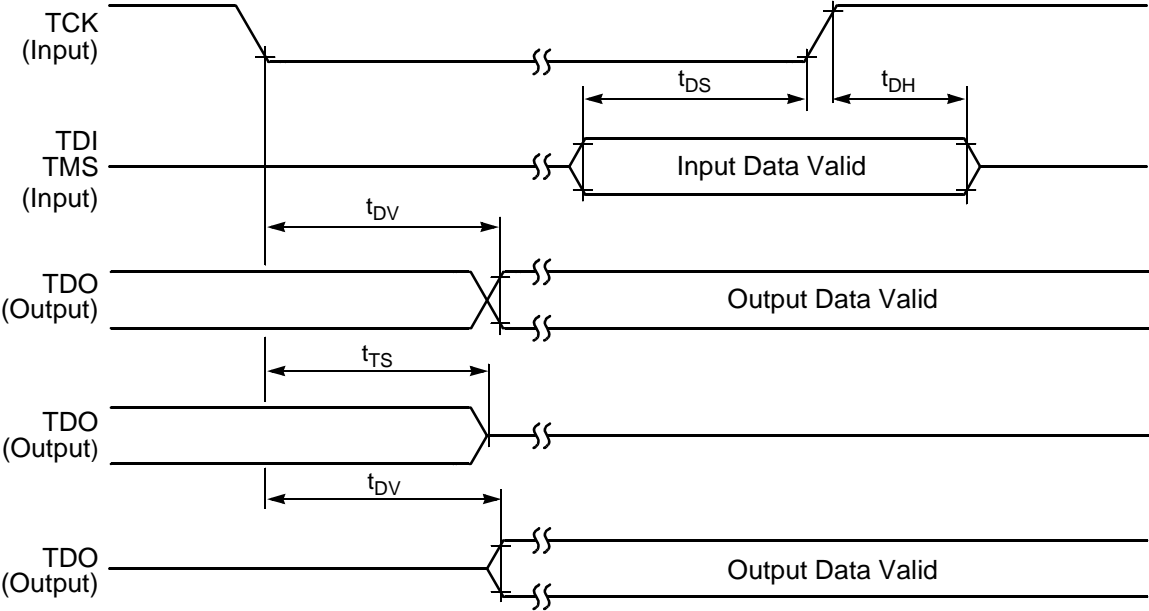 TCK
(Input)
tDS
tDH
TDI
TMS
(Input)
Input Data Valid
tDV
TDO
(Output)
Output Data Valid
tTS
TDO
(Output)
tDV
TDO
(Output)
Output Data Valid